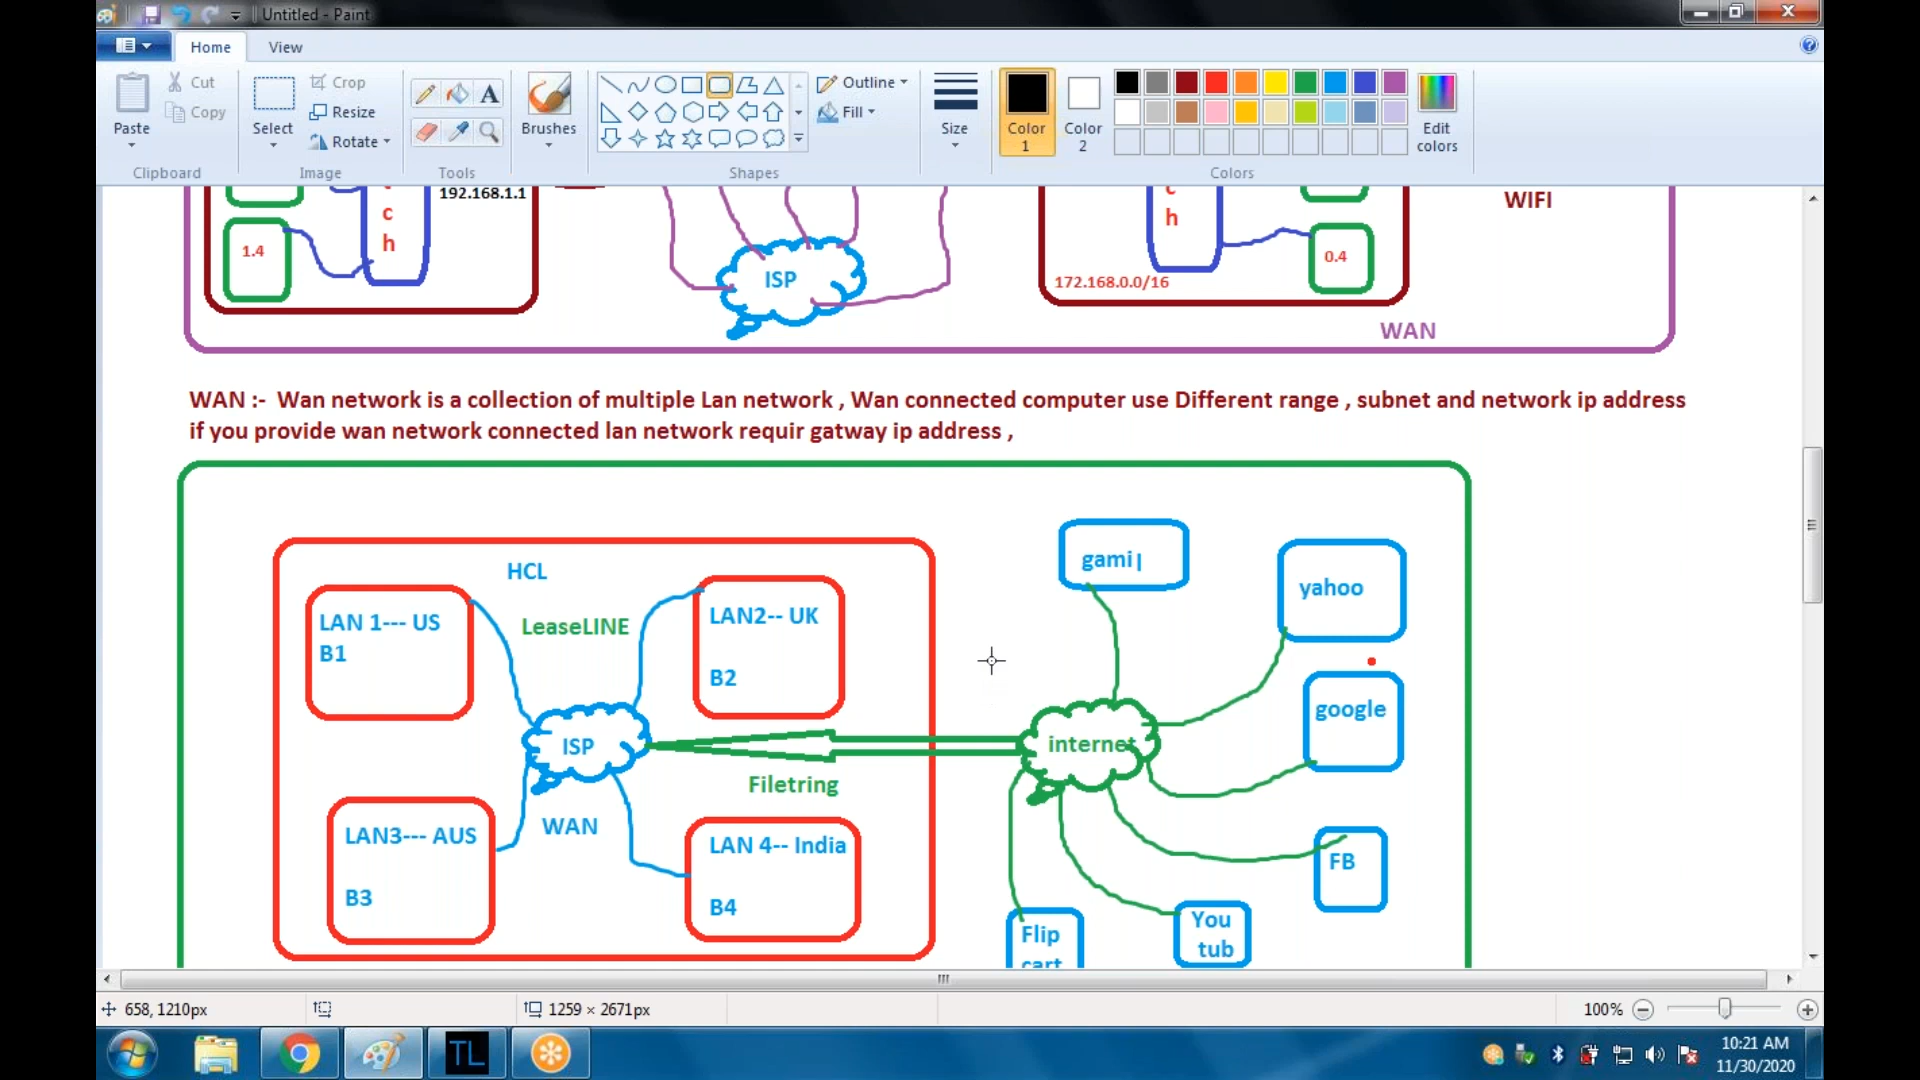 Untitled - Paint
Home View
Paste
Cut
Copy
Clipboard
Select
Crop
Resize
Rotate
Image
A
Tools
Brushes
Shapes
Outline
Fill
Size
Color 1
Color 2
Edit colors
Colors
192.168.1.1
c
h
1.4
ISP
c
h
0.4
172.168.0.0/16
WIFI
WAN
WAN :- Wan network is a collection of multiple Lan network , Wan connected computer use Different range , subnet and network ip address
if you provide wan network connected lan network requir gatway ip address ,
HCL
LeaseLINE
LAN 1--- US
B1
LAN2-- UK
B2
ISP
WAN
Filetring
LAN3--- AUS
B3
LAN 4-- India
B4
internet
gami|
yahoo
google
FB
You
tub
Flip
cart
658, 1210px
1259 × 2671px
100%
TL
10:21 AM
11/30/2020